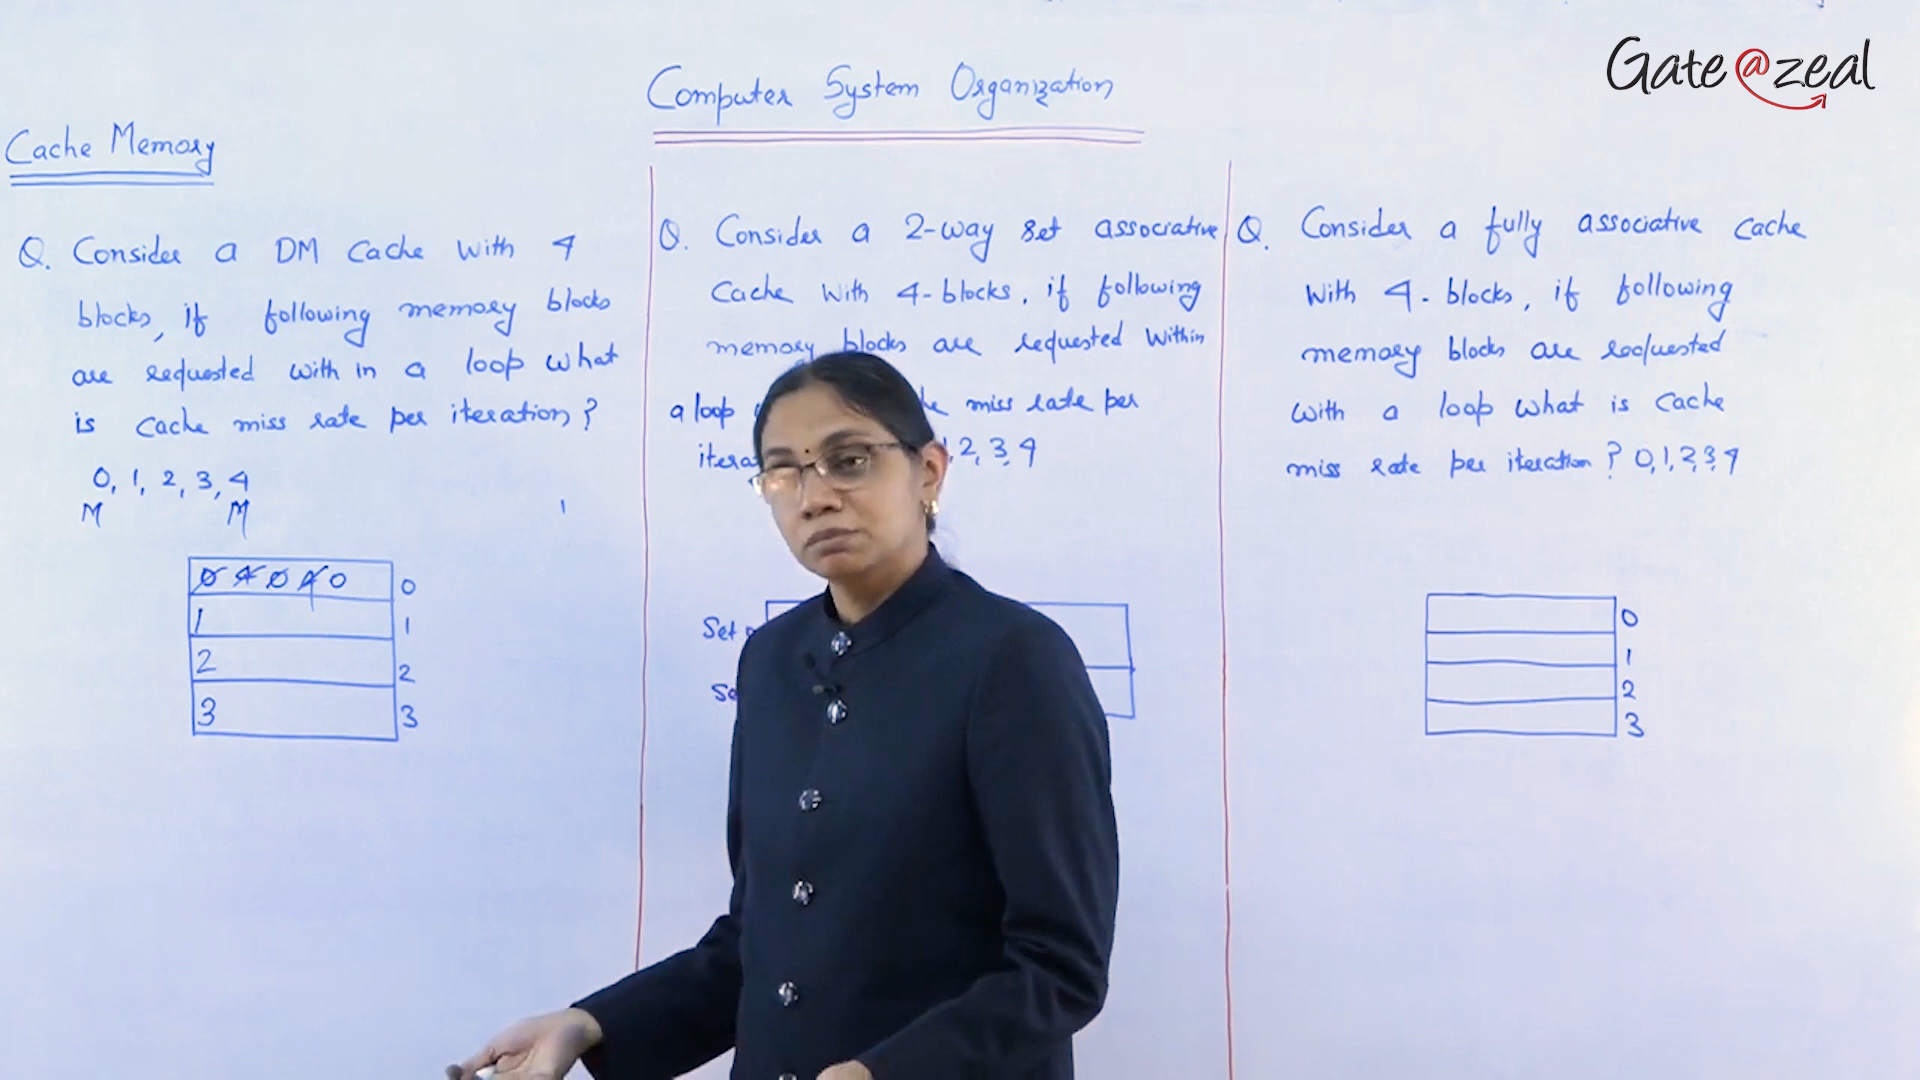 Gate@zeal
Computer System Organization
Cache Memory
Q. Consider a DM Cache with 4
blocks, if following memory blocks
are requested with in a loop what
is cache miss rate per iteration?
0, 1, 2, 3, 4
M M
0 4 0 4 0 0
1 1
2 2
3 3
Q. Consider a 2-way set associative
Cache with 4-blocks, if following
memory blocks are requested within
a loop miss rate per
2, 3, 4
Set
Q. Consider a fully associative cache
with 4-blocks, if following
memory blocks are requested
with a loop what is cache
miss rate per iteration? 0, 1, 2, 3, 4
0
1
2
3